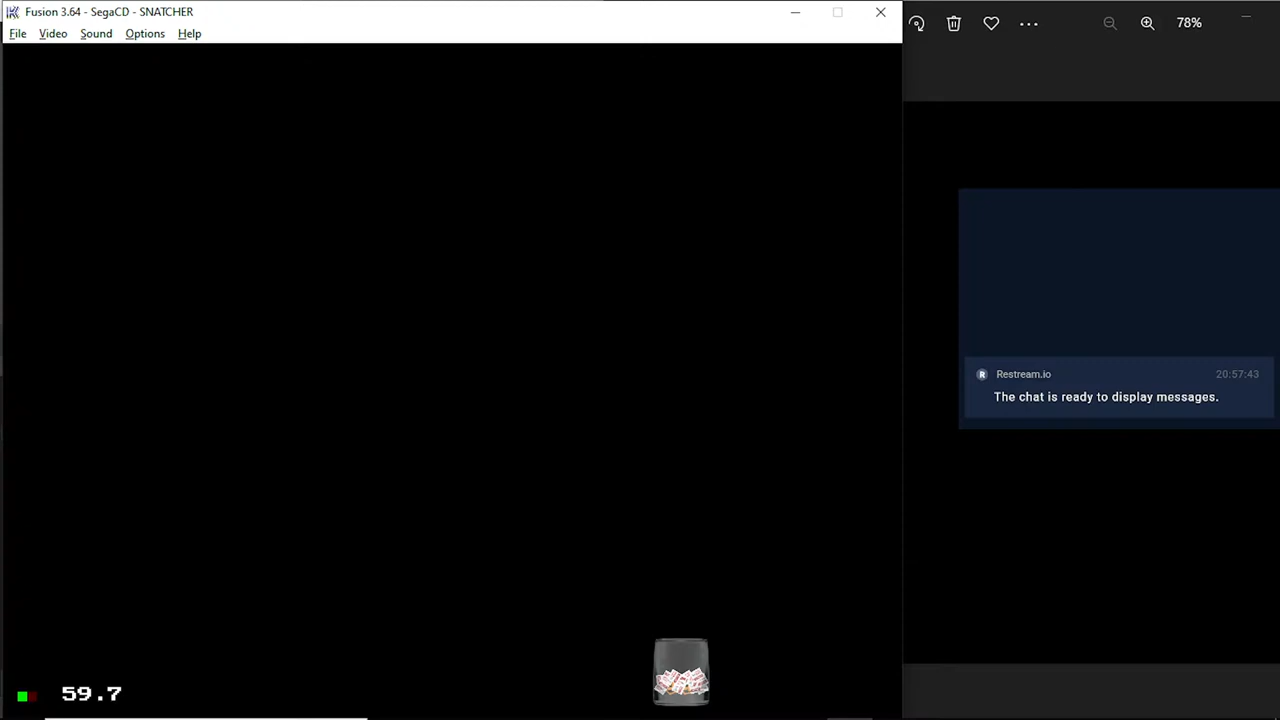 Fusion 3.64 - SegaCD - SNATCHER
File Video Sound Options Help
78%
R Restream.io 20:57:43
The chat is ready to display messages.
59.7